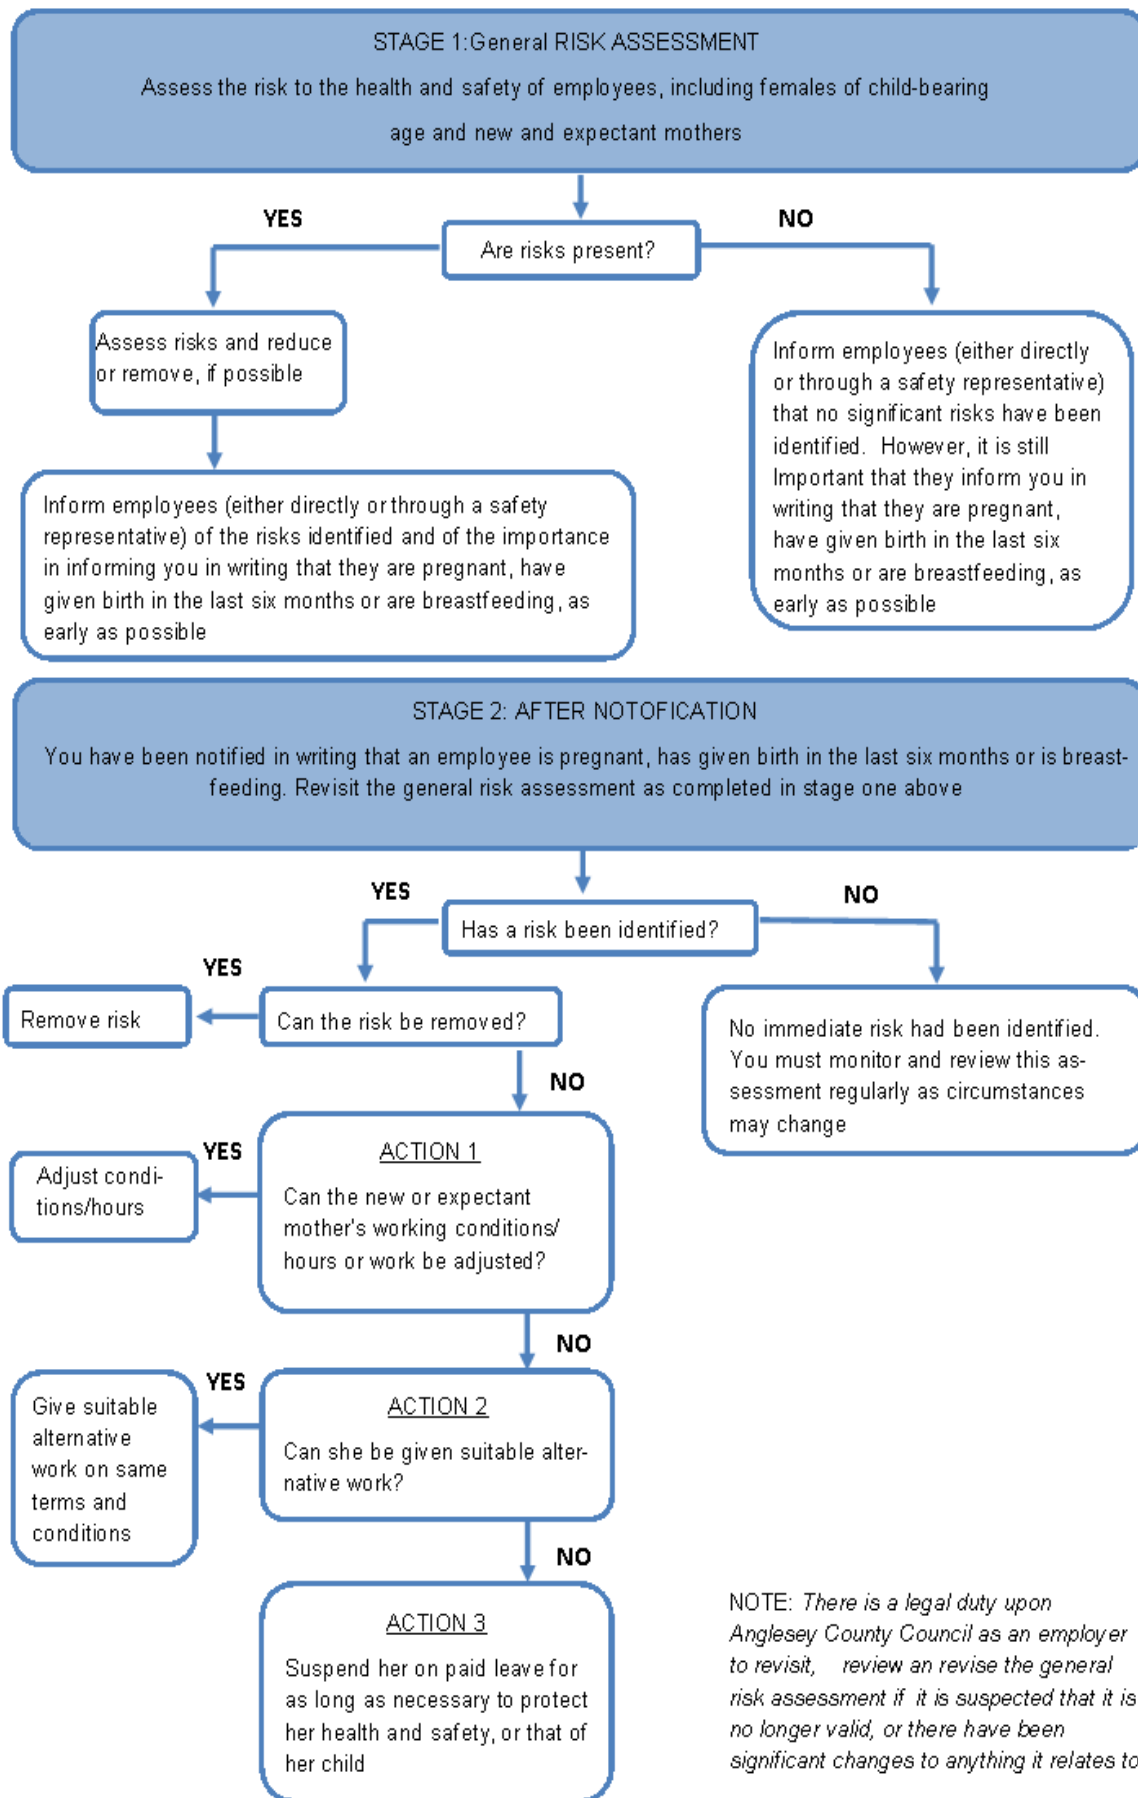 STAGE 1:General RISK ASSESSMENT
Assess the risk to the health and safety of employees, including females of child-bearing
age and new and expectant mothers
YES
NO
Are risks present?
Assess risks and reduce
or remove, if possible
Inform employees (either directly
or through a safety representative)
that no significant risks have been
identified. However, it is still
Important that they inform you in
writing that they are pregnant,
have given birth in the last six
months or are breastfeeding, as
early as possible
Inform employees (either directly or through a safety
representative) of the risks identified and of the importance
in informing you in writing that they are pregnant, have
given birth in the last six months or are breastfeeding, as
early as possible
STAGE 2: AFTER NOTOFICATION
You have been notified in writing that an employee is pregnant, has given birth in the last six months or is breast-
feeding. Revisit the general risk assessment as completed in stage one above
YES
NO
Has a risk been identified?
YES
Remove risk
Can the risk be removed?
No immediate risk had been identified.
You must monitor and review this as-
sessment regularly as circumstances
may change
NO
YES
Adjust condi-
tions/hours
ACTION 1
Can the new or expectant
mother's working conditions/
hours or work be adjusted?
NO
YES
Give suitable
alternative
work on same
terms and
conditions
ACTION 2
Can she be given suitable alter-
native work?
NO
ACTION 3
Suspend her on paid leave for
as long as necessary to protect
her health and safety, or that of
her child
NOTE: There is a legal duty upon
Anglesey County Council as an employer
to revisit, review an revise the general
risk assessment if it is suspected that it is
no longer valid, or there have been
significant changes to anything it relates to